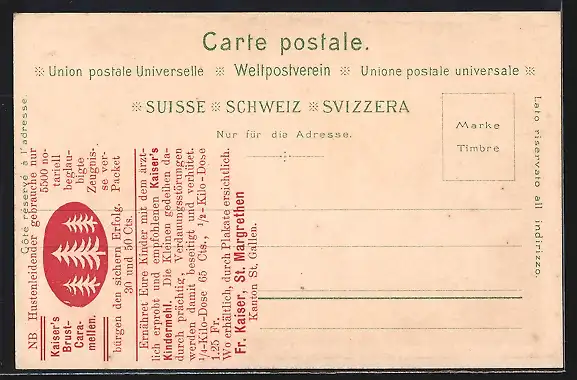 Carte postale.
Union postale Universelle Weltpostverein Unione postale universale
SUISSE SCHWEIZ SVIZZERA
Nur für die Adresse.
Marke
Timbre
Côté réservé à l'adresse.
Lato riservato all indirizzo.
NB Hustenleidender gebrauche nur
Kaiser's
Brust-
Cara-
mellen.
5500 no-
tariell
beglau-
bigte
Zeugnis-
se ver-
bürgen den sichern Erfolg. Packet
30 und 50 Cts.
Ernähret Eure Kinder mit dem ärzt-
lich erprobt und empfohlenen Kaiser's
Kindermehl. Die Kleinen gedeihen da-
durch prächtig, Verdauungsstörungen
werden damit beseitigt und verhütet.
1/4-Kilo-Dose 65 Cts., 1/2-Kilo-Dose
1.25 Fr.
Wo erhältlich, durch Plakate ersichtlich.
Fr. Kaiser, St. Margrethen
Kanton St. Gallen.